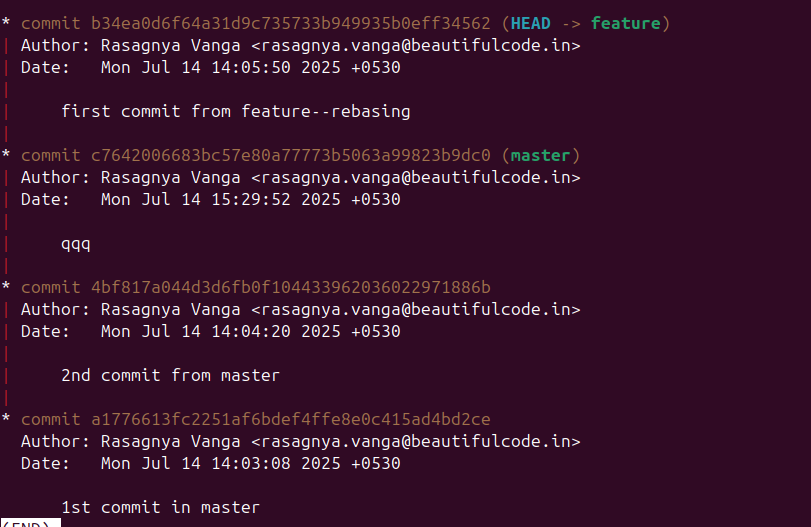 * commit b34ea0d6f64a31d9c735733b949935b0eff34562 (HEAD -> feature)
| Author: Rasagnya Vanga <rasagnya.vanga@beautifulcode.in>
| Date:   Mon Jul 14 14:05:50 2025 +0530
|
|     first commit from feature--rebasing
|
* commit c7642006683bc57e80a77773b5063a99823b9dc0 (master)
| Author: Rasagnya Vanga <rasagnya.vanga@beautifulcode.in>
| Date:   Mon Jul 14 15:29:52 2025 +0530
|
|     qqq
|
* commit 4bf817a044d3d6fb0f104433962036022971886b
| Author: Rasagnya Vanga <rasagnya.vanga@beautifulcode.in>
| Date:   Mon Jul 14 14:04:20 2025 +0530
|
|     2nd commit from master
|
* commit a1776613fc2251af6bdef4ffe8e0c415ad4bd2ce
  Author: Rasagnya Vanga <rasagnya.vanga@beautifulcode.in>
  Date:   Mon Jul 14 14:03:08 2025 +0530

      1st commit in master
(END)